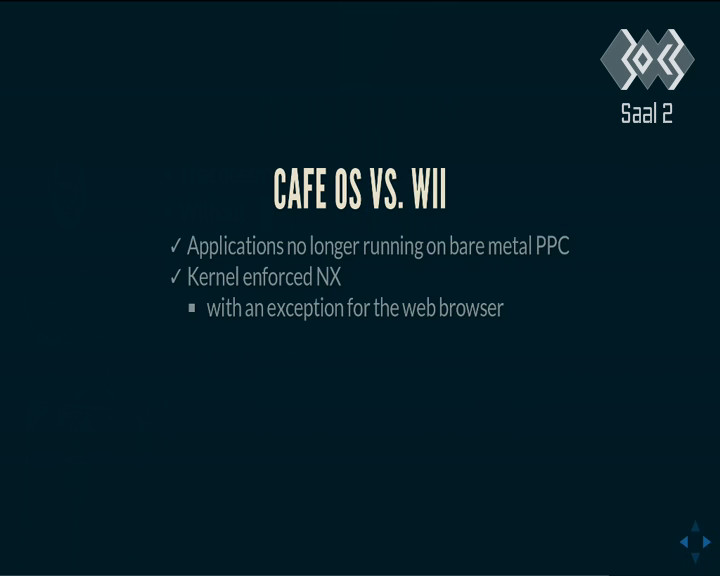 Saal 2
CAFE OS VS. WII
✓ Applications no longer running on bare metal PPC
✓ Kernel enforced NX
▪ with an exception for the web browser